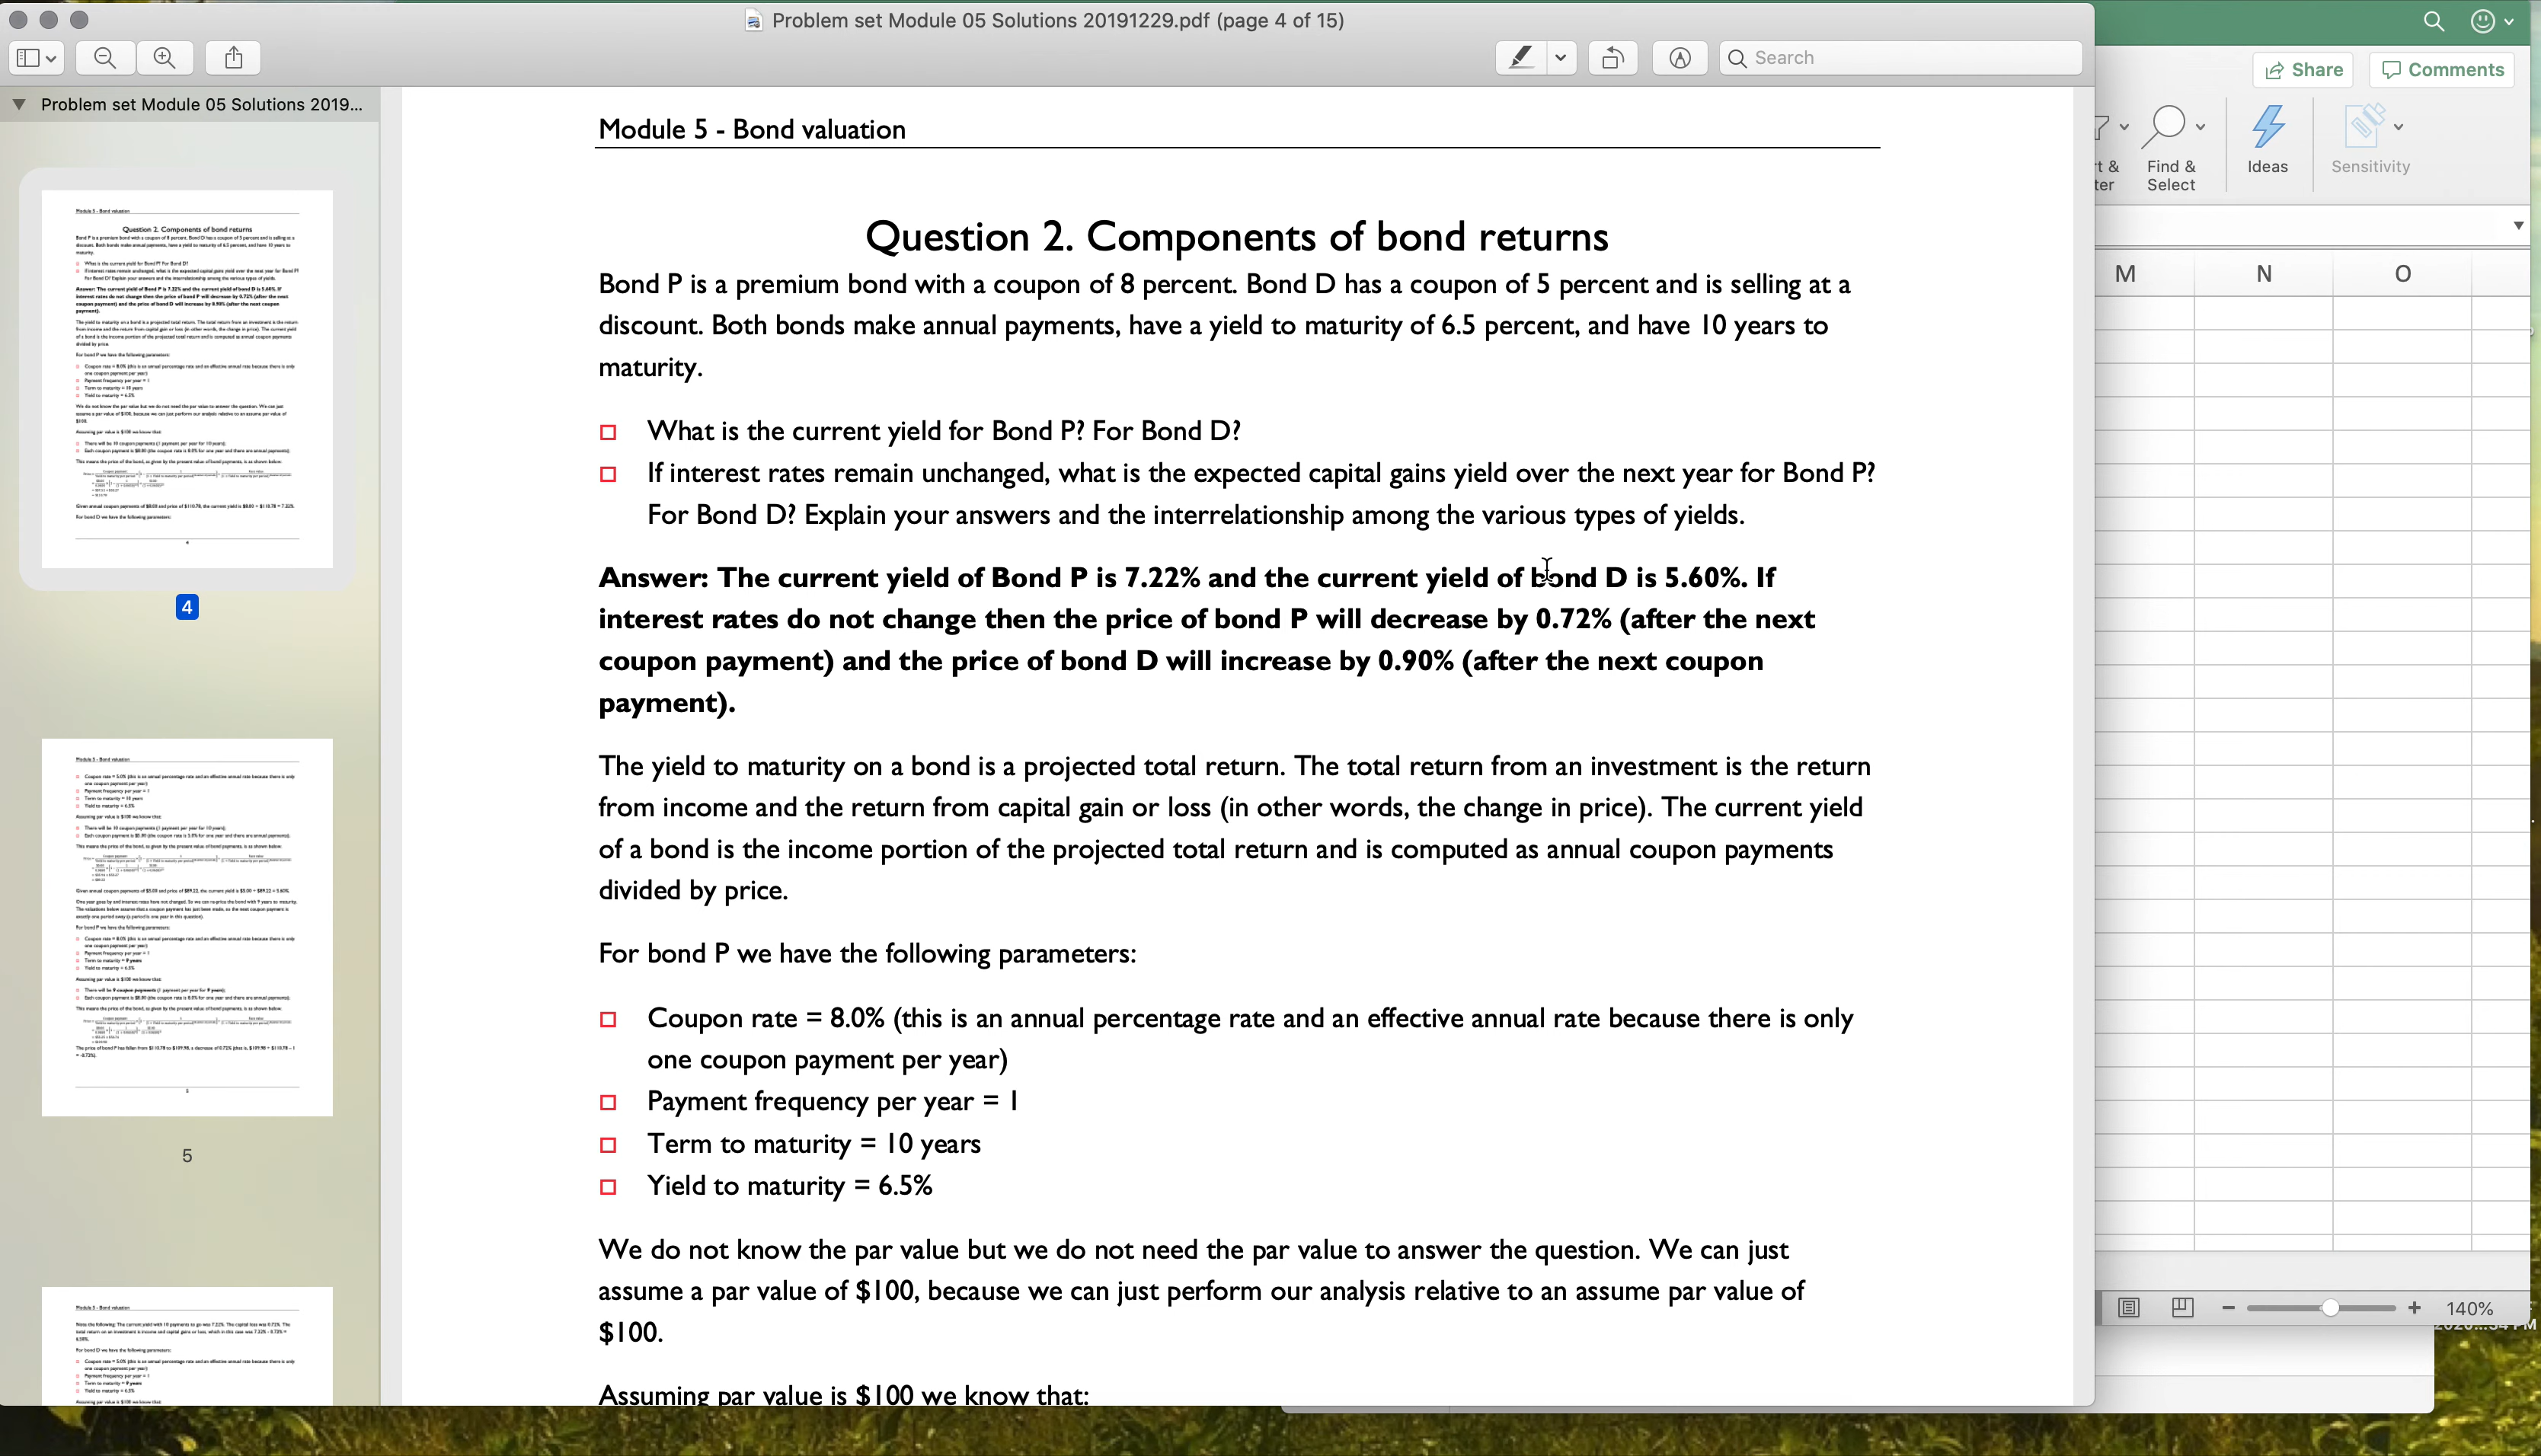 Problem set Module 05 Solutions 20191229.pdf (page 4 of 15)
Search
Problem set Module 05 Solutions 2019...
Share
Comments
Find &
Select
Ideas
Sensitivity
M
N
O
Module 5 - Bond valuation
Question 2. Components of bond returns
Bond P is a premium bond with a coupon of 8 percent. Bond D has a coupon of 5 percent and is selling at a
discount. Both bonds make annual payments, have a yield to maturity of 6.5 percent, and have 10 years to
maturity.
What is the current yield for Bond P? For Bond D?
If interest rates remain unchanged, what is the expected capital gains yield over the next year for Bond P?
For Bond D? Explain your answers and the interrelationship among the various types of yields.
Answer: The current yield of Bond P is 7.22% and the current yield of bond D is 5.60%. If
interest rates do not change then the price of bond P will decrease by 0.72% (after the next
coupon payment) and the price of bond D will increase by 0.90% (after the next coupon
payment).
The yield to maturity on a bond is a projected total return. The total return from an investment is the return
from income and the return from capital gain or loss (in other words, the change in price). The current yield
of a bond is the income portion of the projected total return and is computed as annual coupon payments
divided by price.
For bond P we have the following parameters:
Coupon rate = 8.0% (this is an annual percentage rate and an effective annual rate because there is only
one coupon payment per year)
Payment frequency per year = 1
Term to maturity = 10 years
Yield to maturity = 6.5%
We do not know the par value but we do not need the par value to answer the question. We can just
assume a par value of $100, because we can just perform our analysis relative to an assume par value of
$100.
Assuming par value is $100 we know that:
4
5
140%